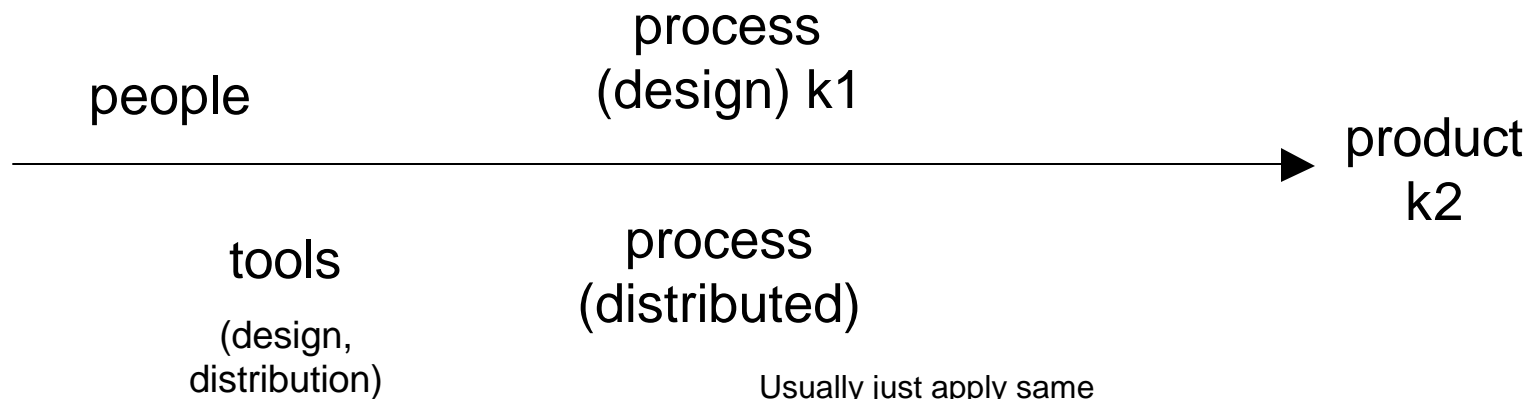 process
(design) k1
people
product
k2
tools
process
(distributed)
(design,
distribution)
Usually just apply same